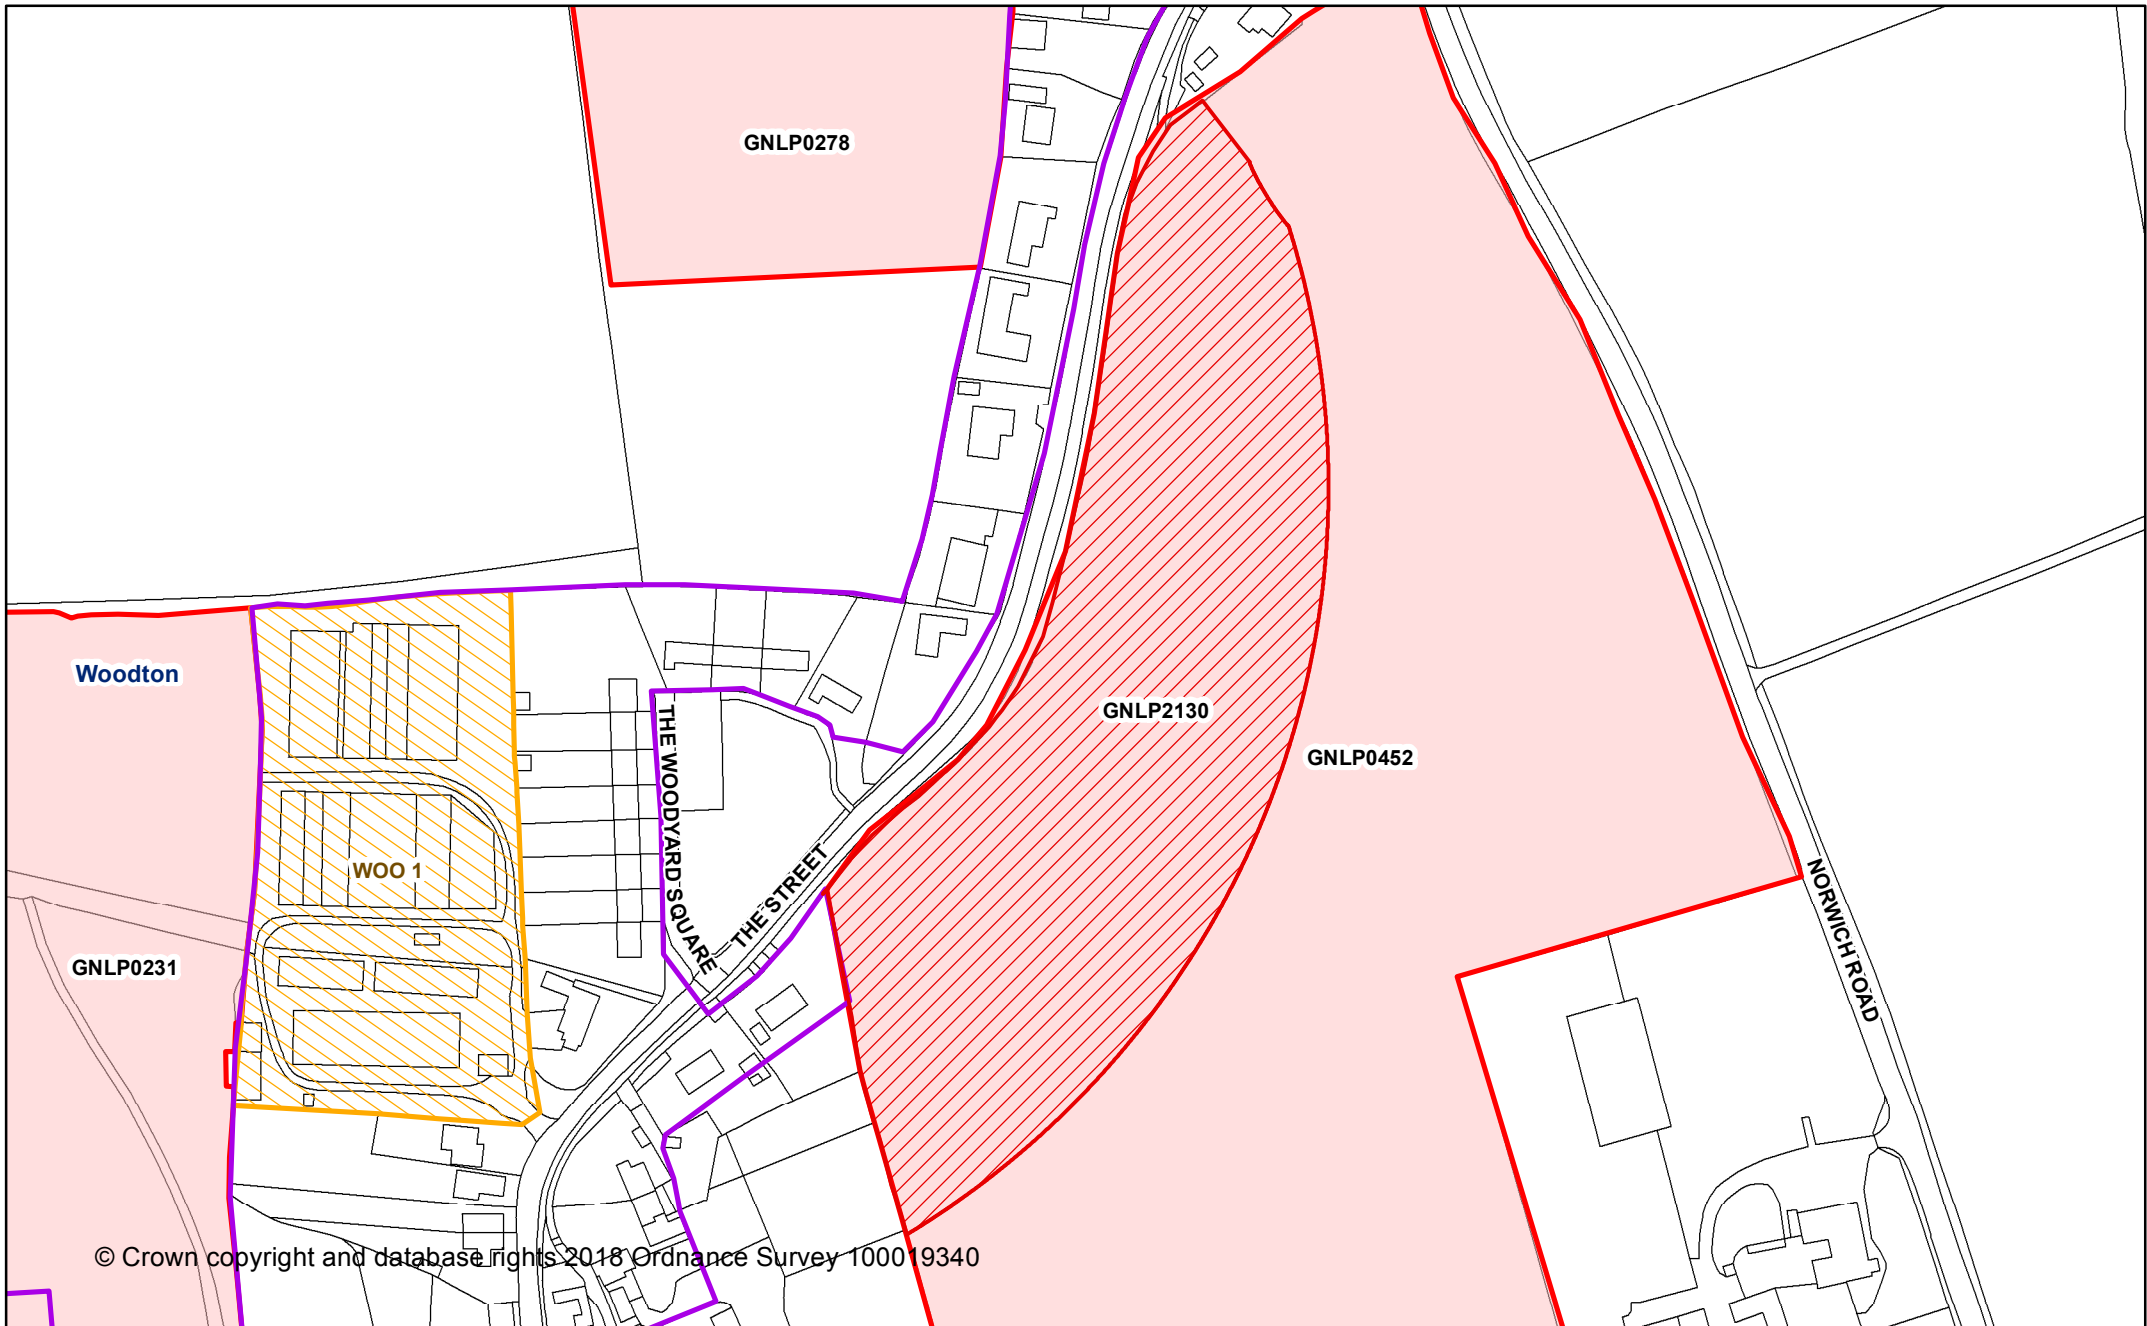 GNLP0278
Woodton
THE WOODYARD SQUARE
GNLP2130
GNLP0452
WOO 1
THE STREET
NORWICH ROAD
GNLP0231
© Crown copyright and database rights 2018 Ordnance Survey 100019340